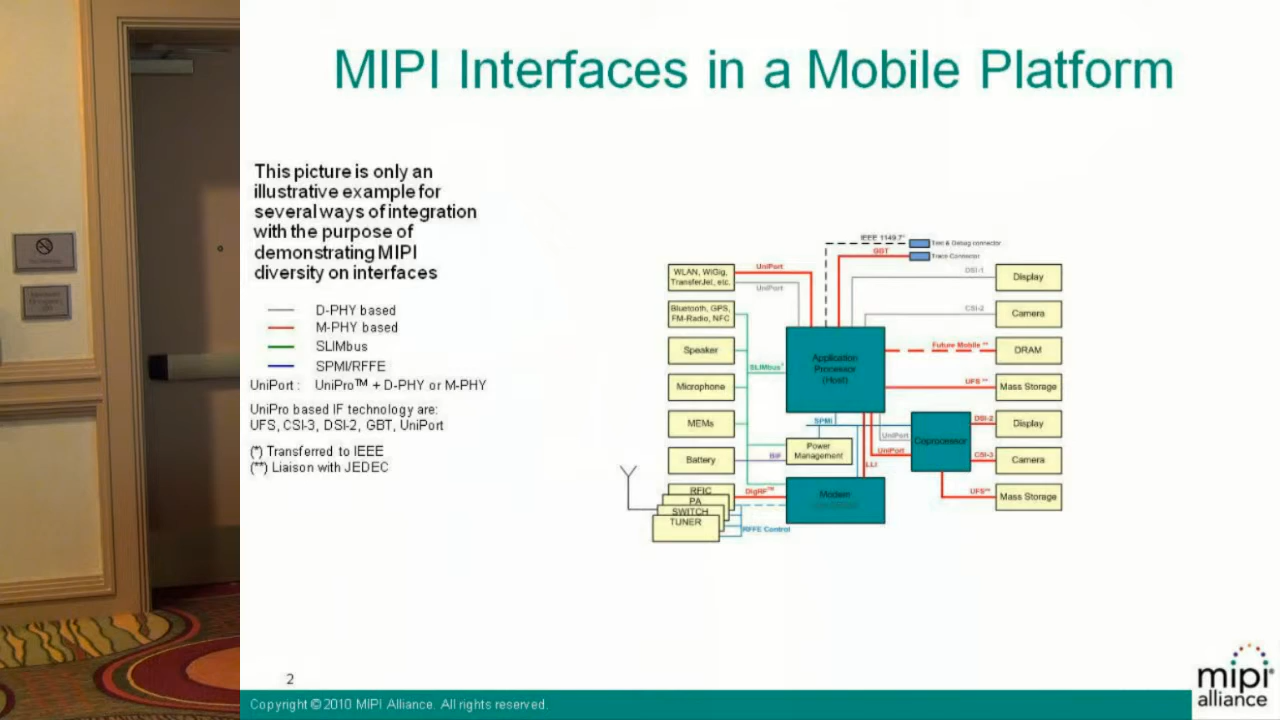 MIPI Interfaces in a Mobile Platform
This picture is only an
illustrative example for
several ways of integration
with the purpose of
demonstrating MIPI
diversity on interfaces
D-PHY based
M-PHY based
SLIMbus
SPMI/RFFE
UniPort : UniPro™ + D-PHY or M-PHY
UniPro based IF technology are:
UFS, CSI-3, DSI-2, GBT, UniPort
(*) Transferred to IEEE
(**) Liaison with JEDEC
IEEE 1149.7*
Test & Debug connector
GBT
Trace Connector
WLAN, WiGig,
TransferJet, etc.
UniPort
UniPort
DSI-1
Display
Bluetooth, GPS,
FM-Radio, NFC
CSI-2
Camera
Speaker
Application
Processor
(Host)
Future Mobile **
DRAM
SLIMbus*
Microphone
UFS **
Mass Storage
MEMs
SPMI
DSI-2
Display
UniPort
Coprocessor
Power
Management
UniPort
Battery
BIF
CSI-3
Camera
LLI
RFIC
PA
SWITCH
TUNER
DigRF™
Modem
UFS**
Mass Storage
RFFE Control
2
Copyright © 2010 MIPI Alliance. All rights reserved.
mipi®
alliance